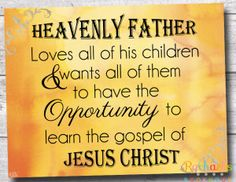 HEAVENLY FATHER
Loves all of his children
& wants all of them
to have the
Opportunity to
learn the gospel of
JESUS CHRIST